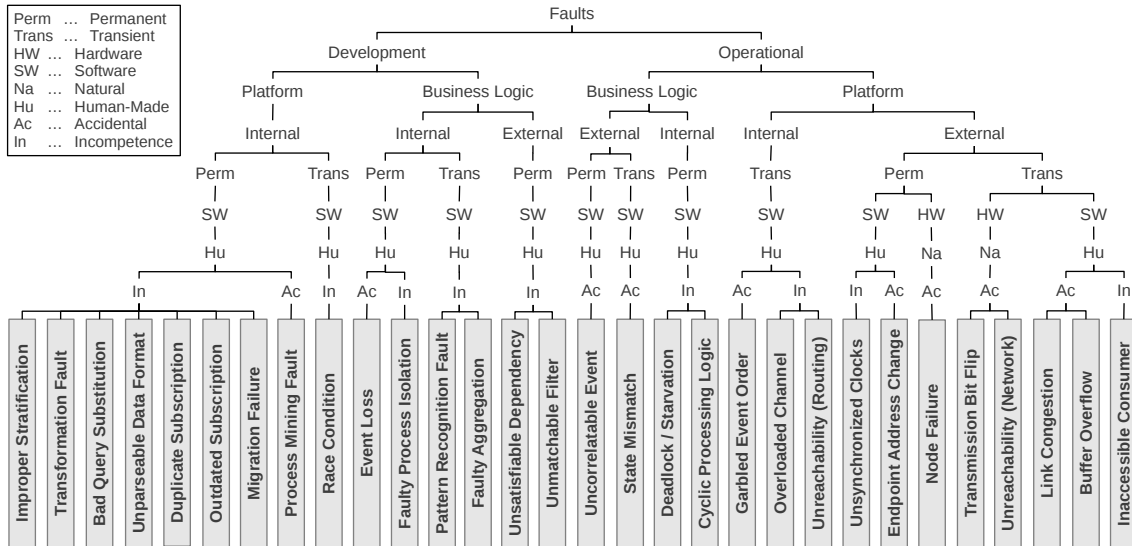 Perm ... Permanent
Trans ... Transient
HW ... Hardware
SW ... Software
Na ... Natural
Hu ... Human-Made
Ac ... Accidental
In ... Incompetence
Faults
Development Operational
Platform Business Logic Business Logic Platform
Internal Internal External External Internal Internal External
Perm Trans Perm Trans Perm Perm Trans Perm Trans Perm Trans
SW SW SW SW SW SW SW SW SW SW HW HW SW
Hu Hu Hu Hu Hu Hu Hu Hu Hu Hu Na Na Hu
In Ac In Ac In In In Ac Ac In Ac In In Ac Ac Ac Ac In
Improper Stratification
Transformation Fault
Bad Query Substitution
Unparseable Data Format
Duplicate Subscription
Outdated Subscription
Migration Failure
Process Mining Fault
Race Condition
Event Loss
Faulty Process Isolation
Pattern Recognition Fault
Faulty Aggregation
Unsatisfiable Dependency
Unmatchable Filter
Uncorrelatable Event
State Mismatch
Deadlock / Starvation
Cyclic Processing Logic
Garbled Event Order
Overloaded Channel
Unreachability (Routing)
Unsynchronized Clocks
Endpoint Address Change
Node Failure
Transmission Bit Flip
Unreachability (Network)
Link Congestion
Buffer Overflow
Inaccessible Consumer